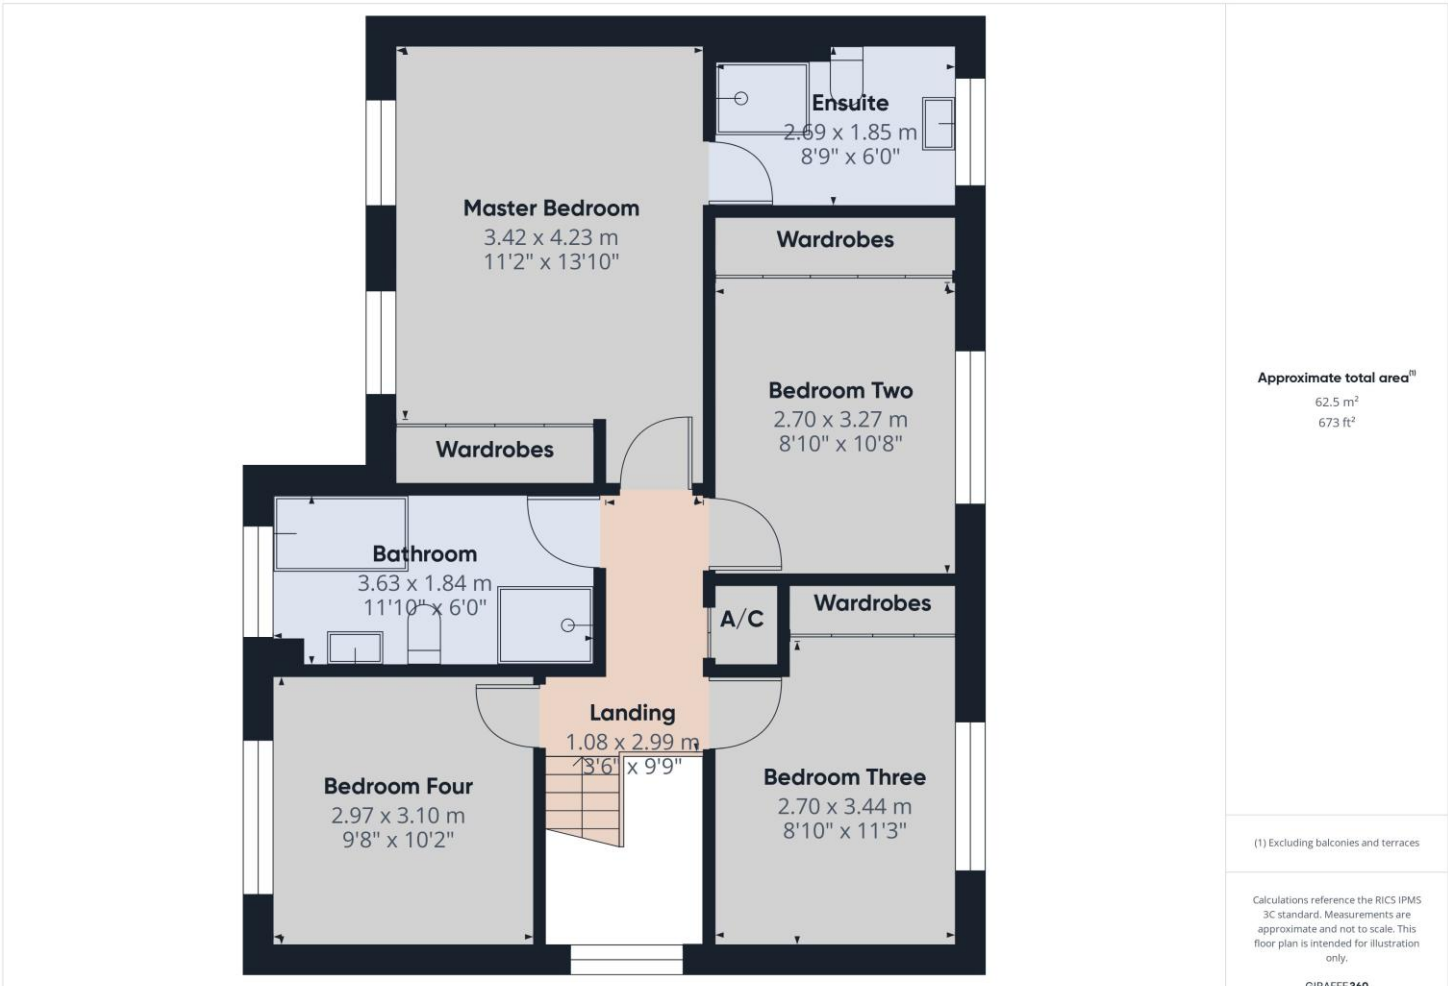 Ensuite
2.69 x 1.85 m
8'9" x 6'0"
Master Bedroom
3.42 x 4.23 m
11'2" x 13'10"
Wardrobes
Bedroom Two
2.70 x 3.27 m
8'10" x 10'8"
Wardrobes
Bathroom
3.63 x 1.84 m
11'10" x 6'0"
Wardrobes
A/C
Landing
1.08 x 2.99 m
3'6" x 9'9"
Bedroom Four
2.97 x 3.10 m
9'8" x 10'2"
Bedroom Three
2.70 x 3.44 m
8'10" x 11'3"
Approximate total area(1)
62.5 m²
673 ft²
(1) Excluding balconies and terraces
Calculations reference the RICS IPMS
3C standard. Measurements are
approximate and not to scale. This
floor plan is intended for illustration
only.
GIRAFFE360